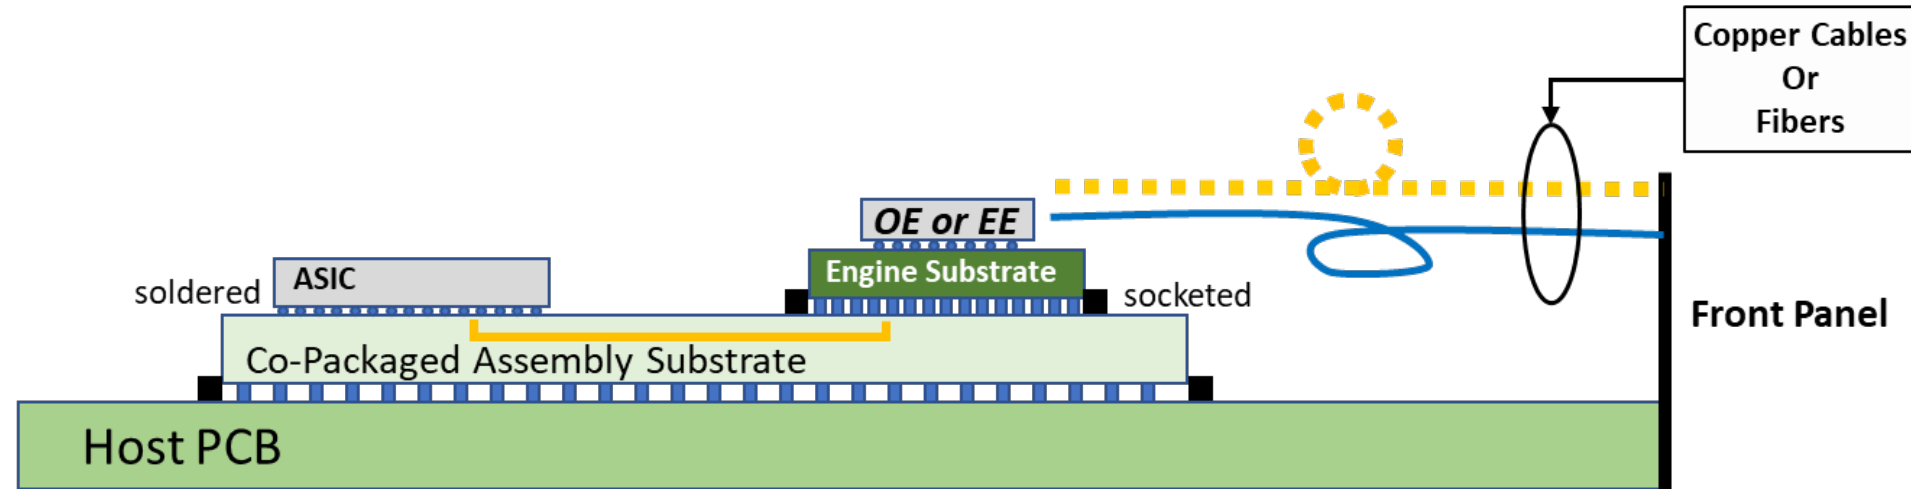 Copper Cables
Or
Fibers
OE or EE
Engine Substrate
ASIC
soldered
socketed
Front Panel
Co-Packaged Assembly Substrate
Host PCB